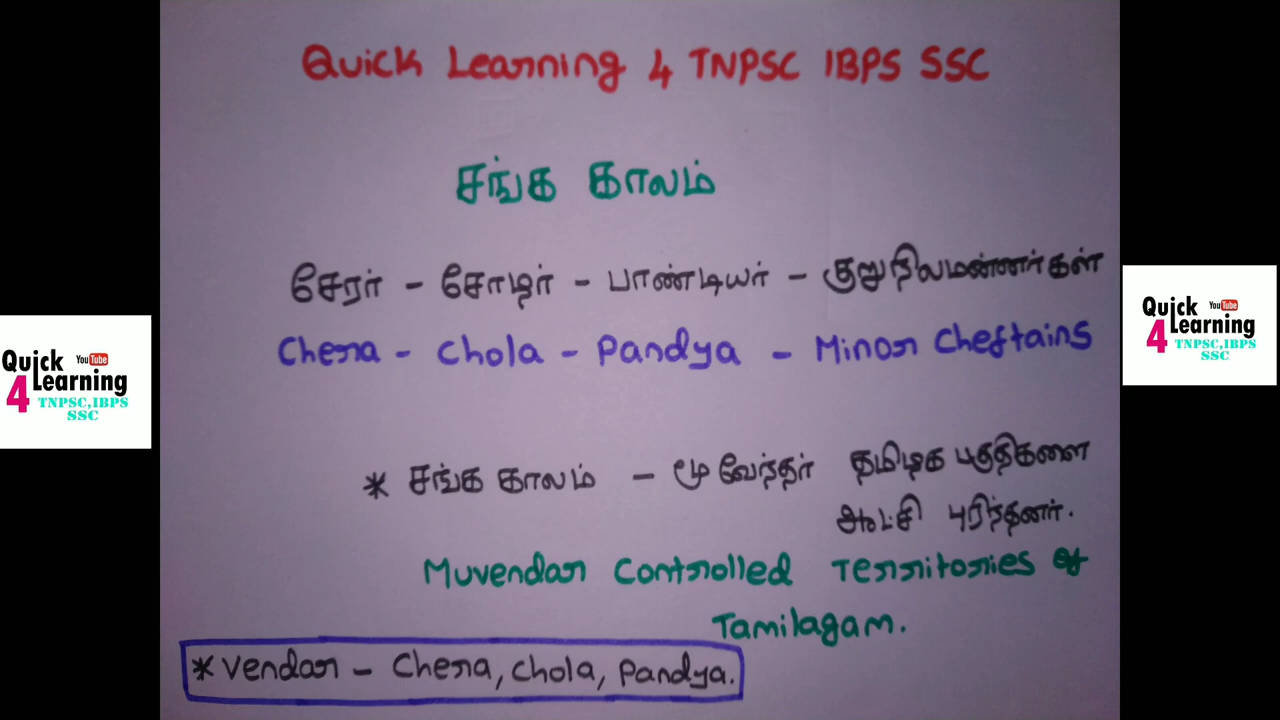 Quick Learning 4 TNPSC IBPS SSC
சங்க காலம்
சேரர் - சோழர் - பாண்டியர் - குறுநிலமன்னர்கள்
Chera - Chola - Pandya - Minor Cheftains
* சங்க காலம் - மூவேந்தர் தமிழக பகுதிகளை
ஆட்சி புரிந்தனர்.
Muvendar Controlled Territories of
Tamilagam.
* Vendar - Chera, Chola, Pandya.
Quick YouTube
4 Learning
TNPSC,IBPS
SSC
Quick YouTube
4 Learning
TNPSC,IBPS
SSC